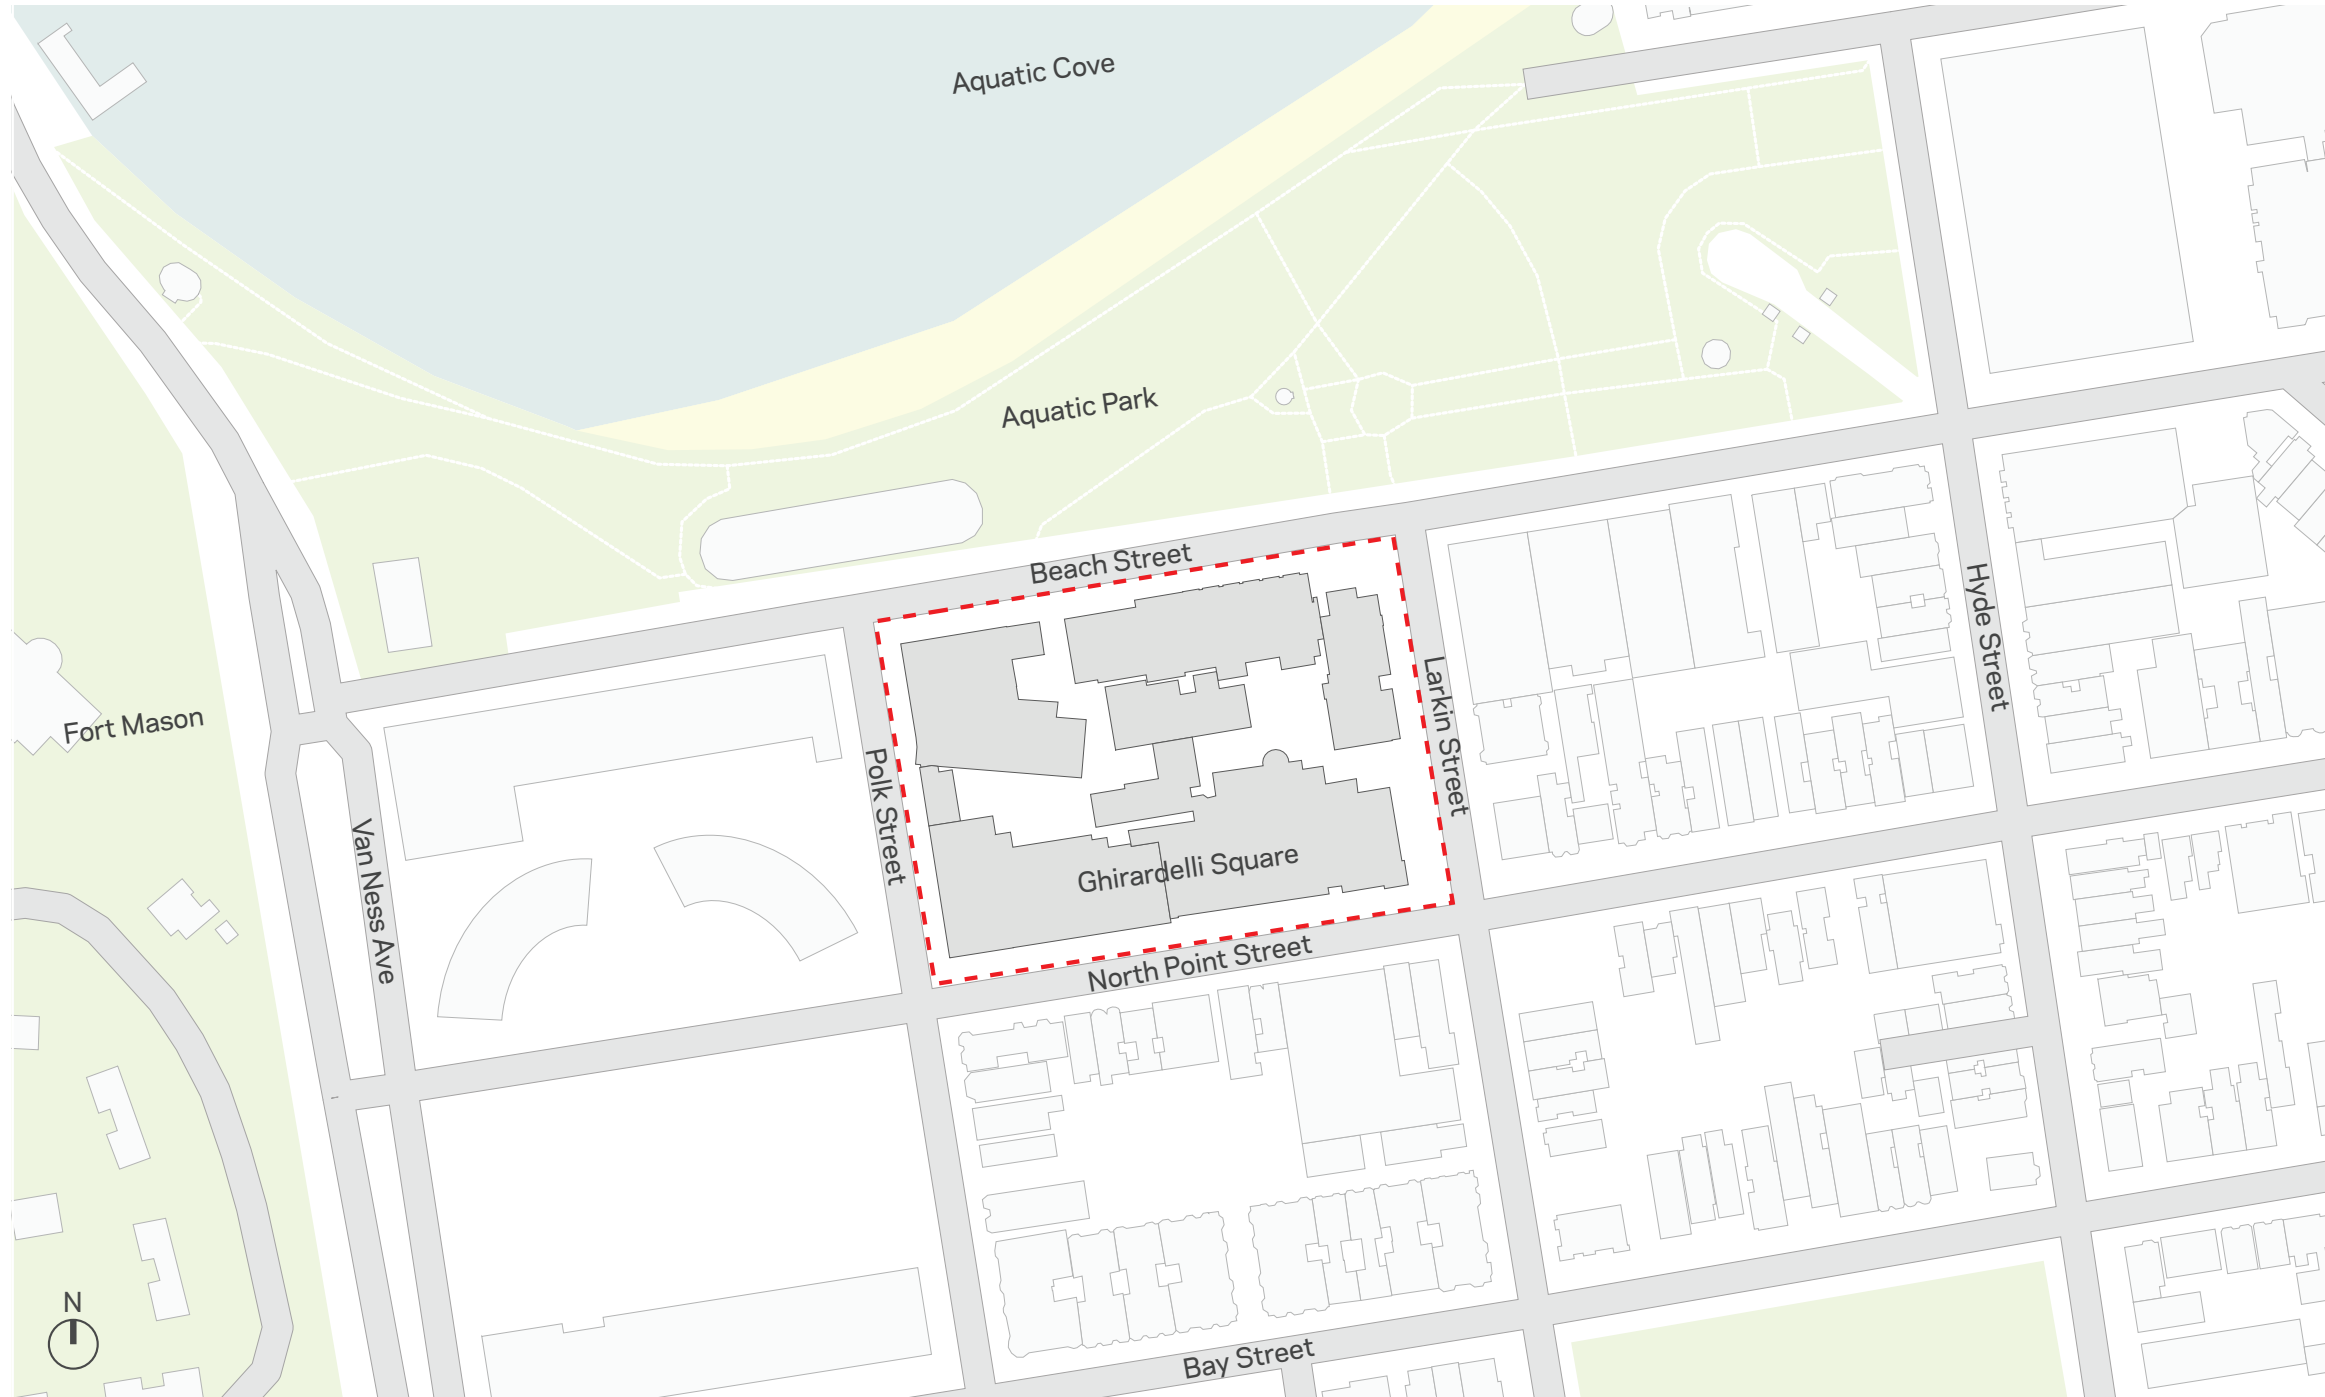 Aquatic Cove
Aquatic Park
Beach Street
Hyde Street
Larkin Street
Fort Mason
Polk Street
Van Ness Ave
Ghirardelli Square
North Point Street
N
Bay Street